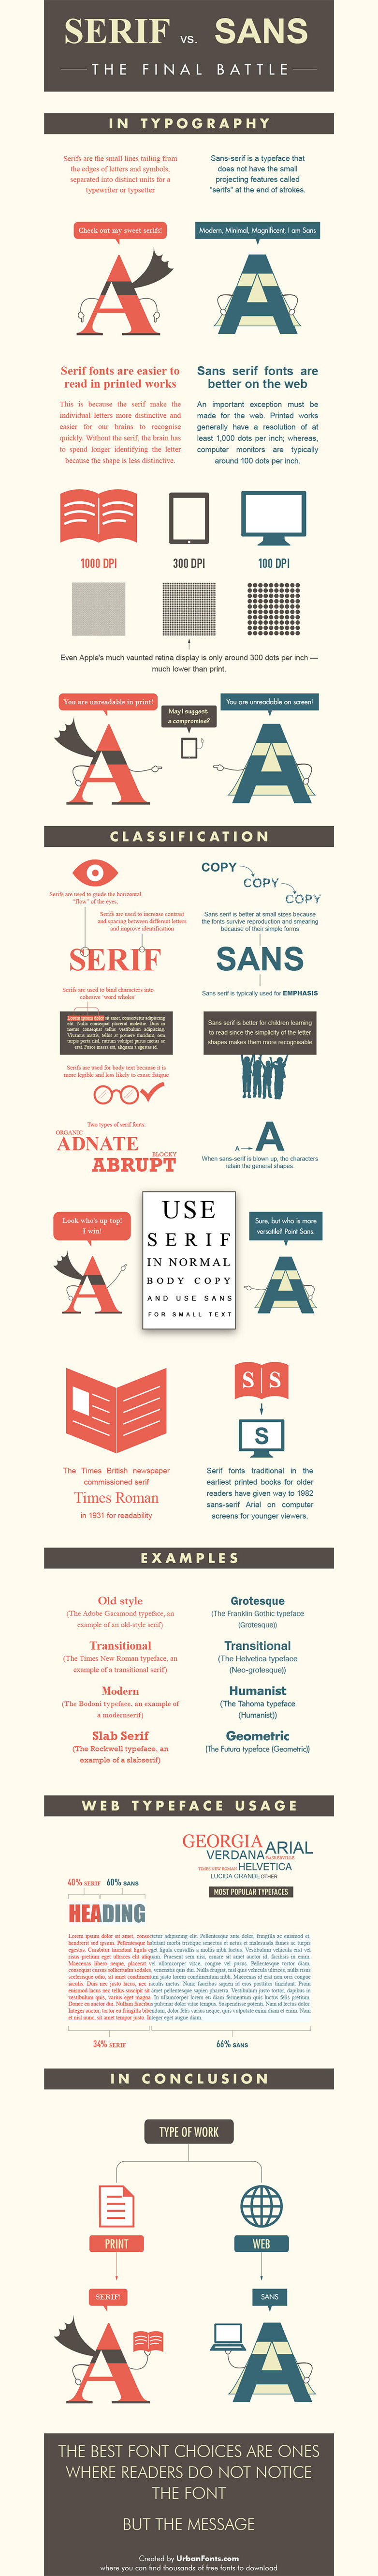 SERIF VS. SANS
THE FINAL BATTLE
IN TYPOGRAPHY
Serifs are the small lines tailing from
the edges of letters and symbols,
separated into distinct units for a
typewriter or typsetter
Sans-serif is a typeface that
does not have the small
projecting features called
"serifs" at the end of strokes.
Check out my sweet serifs!
Modern, Minimal, Magnificent, I am Sans
Serif fonts are easier to
read in printed works
This is because the serif make the
individual letters more distinctive and
easier for our brains to recognise
quickly. Without the serif, the brain has
to spend longer identifying the letter
because the shape is less distinctive.
Sans serif fonts are
better on the web
An important exception must be
made for the web. Printed works
generally have a resolution of at
least 1,000 dots per inch; whereas,
computer monitors are typically
around 100 dots per inch.
1000 DPI
300 DPI
100 DPI
Even Apple's much vaunted retina display is only around 300 dots per inch —
much lower than print.
You are unreadable in print!
May I suggest
a compromise?
You are unreadable on screen!
CLASSIFICATION
Serifs are used to guide the horizontal
"flow" of the eyes;
Serifs are used to increase contrast
and spacing between different letters
and improve identification
SERIF
Serifs are used to bind characters into
cohesive 'word wholes'
Lorem ipsum dolor sit amet, consectetur adipiscing
Serifs are used for body text because it is
more legible and less likely to cause fatigue
Two types of serif fonts:
ORGANIC
ADNATE
BLOCKY
ABRUPT
COPY
COPY
COPY
Sans serif is better at small sizes because
the fonts survive reproduction and smearing
because of their simple forms
SANS
Sans serif is typically used for EMPHASIS
Sans serif is better for children learning
to read since the simplicity of the letter
shapes makes them more recognisable
A A
When sans-serif is blown up, the characters
retain the general shapes.
Look who's up top!
I win!
USE
SERIF
IN NORMAL
BODY COPY
AND USE SANS
FOR SMALL TEXT
Sure, but who is more
versatile? Point Sans.
The Times British newspaper
commissioned serif
Times Roman
in 1931 for readability
S S
S
Serif fonts traditional in the
earliest printed books for older
readers have given way to 1982
sans-serif Arial on computer
screens for younger viewers.
EXAMPLES
Old style
(The Adobe Garamond typeface, an
example of an old-style serif)
Transitional
(The Times New Roman typeface, an
example of a transitional serif)
Modern
(The Bodoni typeface, an example of
a modernserif)
Slab Serif
(The Rockwell typeface, an
example of a slabserif)
Grotesque
(The Franklin Gothic typeface
(Grotesque))
Transitional
(The Helvetica typeface
(Neo-grotesque))
Humanist
(The Tahoma typeface
(Humanist))
Geometric
(The Futura typeface (Geometric))
WEB TYPEFACE USAGE
GEORGIA ARIAL
VERDANA BASKERVILLE
TIMES NEW ROMAN HELVETICA
LUCIDA GRANDE OTHER
MOST POPULAR TYPEFACES
40% SERIF 60% SANS
HEADING
Lorem ipsum dolor sit amet, consectetur adipiscing elit.
34% SERIF
66% SANS
IN CONCLUSION
TYPE OF WORK
PRINT
WEB
SERIF!
SANS
THE BEST FONT CHOICES ARE ONES
WHERE READERS DO NOT NOTICE
THE FONT
BUT THE MESSAGE
Created by UrbanFonts.com
where you can find thousands of free fonts to download